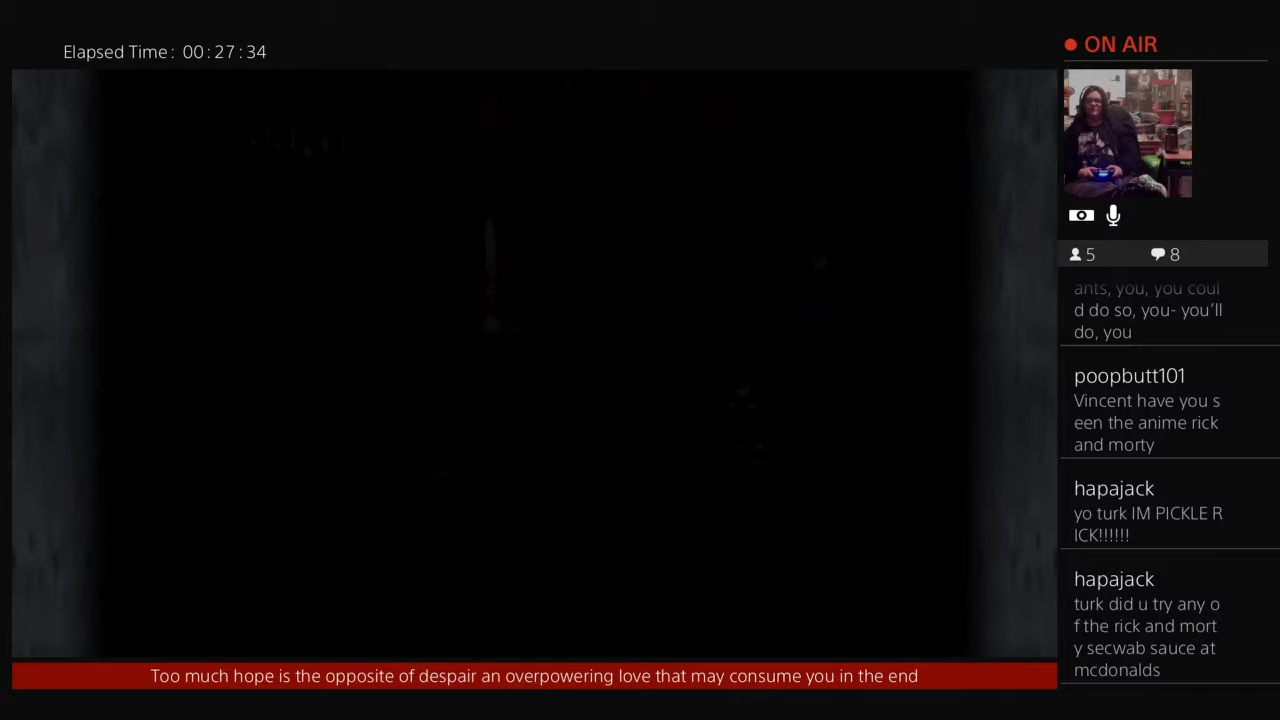 Elapsed Time: 00:27:34
ON AIR
5
8
ants, you, you coul
d do so, you- you'll
do, you
poopbutt101
Vincent have you s
een the anime rick
and morty
hapajack
yo turk IM PICKLE R
ICK!!!!!!
hapajack
turk did u try any o
f the rick and mort
y secwab sauce at
mcdonalds
Too much hope is the opposite of despair an overpowering love that may consume you in the end